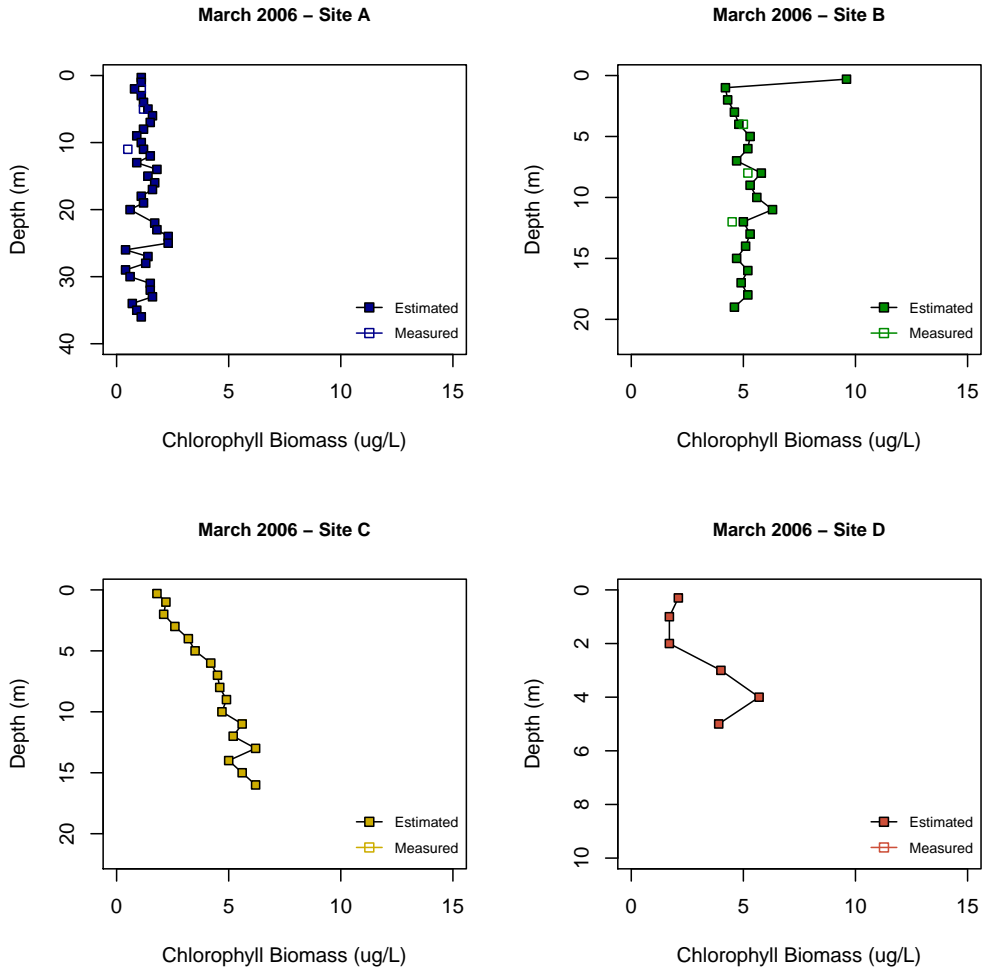 March 2006 – Site A
0
10
20
30
40
Depth (m)
Estimated
Measured
0 5 10 15
Chlorophyll Biomass (ug/L)
March 2006 – Site B
0
5
10
15
20
Depth (m)
Estimated
Measured
0 5 10 15
Chlorophyll Biomass (ug/L)
March 2006 – Site C
0
5
10
15
20
Depth (m)
Estimated
Measured
0 5 10 15
Chlorophyll Biomass (ug/L)
March 2006 – Site D
0
2
4
6
8
10
Depth (m)
Estimated
Measured
0 5 10 15
Chlorophyll Biomass (ug/L)